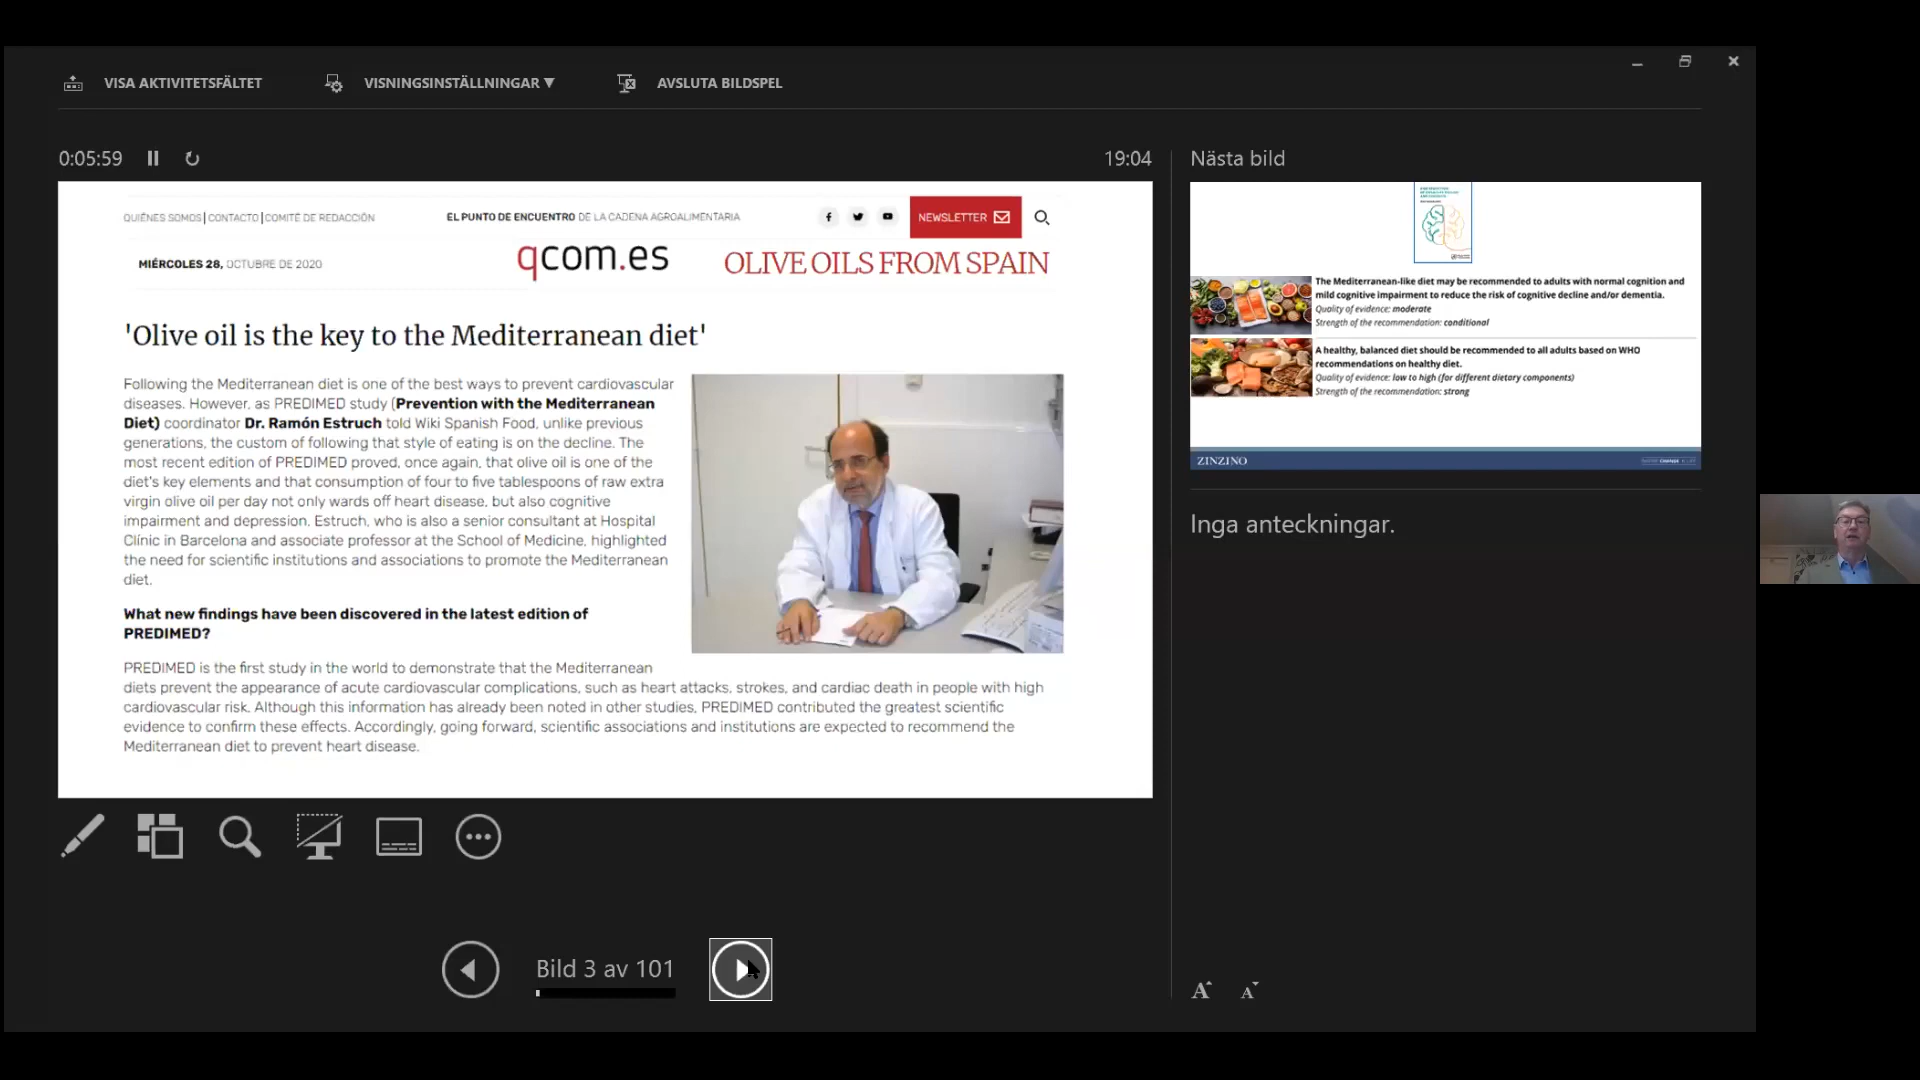 VISA AKTIVITETSFÄLTET
VISNINGSINSTÄLLNINGAR ▼
AVSLUTA BILDSPEL
0:05:59
19:04
QUIÉNES SOMOS | CONTACTO | COMITÉ DE REDACCIÓN
EL PUNTO DE ENCUENTRO DE LA CADENA AGROALIMENTARIA
NEWSLETTER
MIÉRCOLES 28, OCTUBRE DE 2020
qcom.es
OLIVE OILS FROM SPAIN
'Olive oil is the key to the Mediterranean diet'
Following the Mediterranean diet is one of the best ways to prevent cardiovascular
diseases. However, as PREDIMED study (Prevention with the Mediterranean
Diet) coordinator Dr. Ramón Estruch told Wiki Spanish Food, unlike previous
generations, the custom of following that style of eating is on the decline. The
most recent edition of PREDIMED proved, once again, that olive oil is one of the
diet's key elements and that consumption of four to five tablespoons of raw extra
virgin olive oil per day not only wards off heart disease, but also cognitive
impairment and depression. Estruch, who is also a senior consultant at Hospital
Clínic in Barcelona and associate professor at the School of Medicine, highlighted
the need for scientific institutions and associations to promote the Mediterranean
diet.
What new findings have been discovered in the latest edition of
PREDIMED?
PREDIMED is the first study in the world to demonstrate that the Mediterranean
diets prevent the appearance of acute cardiovascular complications, such as heart attacks, strokes, and cardiac death in people with high
cardiovascular risk. Although this information has already been noted in other studies, PREDIMED contributed the greatest scientific
evidence to confirm these effects. Accordingly, going forward, scientific associations and institutions are expected to recommend the
Mediterranean diet to prevent heart disease.
Bild 3 av 101
Nästa bild
The Mediterranean-like diet may be recommended to adults with normal cognition and
mild cognitive impairment to reduce the risk of cognitive decline and/or dementia.
Quality of evidence: moderate
Strength of the recommendation: conditional
A healthy, balanced diet should be recommended to all adults based on WHO
recommendations on healthy diet.
Quality of evidence: low to high (for different dietary components)
Strength of the recommendation: strong
ZINZINO
Inga anteckningar.
A A